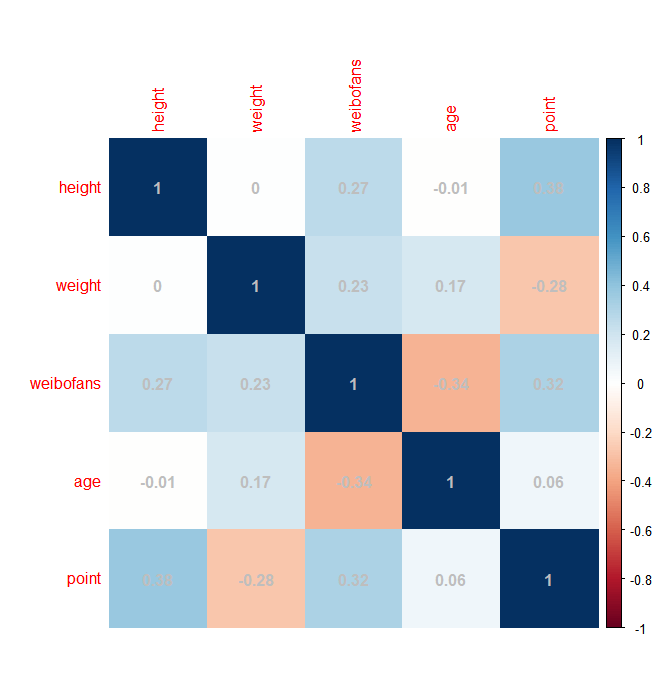 height weight weibofans age point
height 1 0 0.27 -0.01
weight 0 1 0.23 0.17 -0.28
weibofans 0.27 0.23 1 -0.34 0.32
age -0.01 0.17 -0.34 1 0.06
point -0.28 0.32 0.06 1
1
0.8
0.6
0.4
0.2
0
-0.2
-0.4
-0.6
-0.8
-1